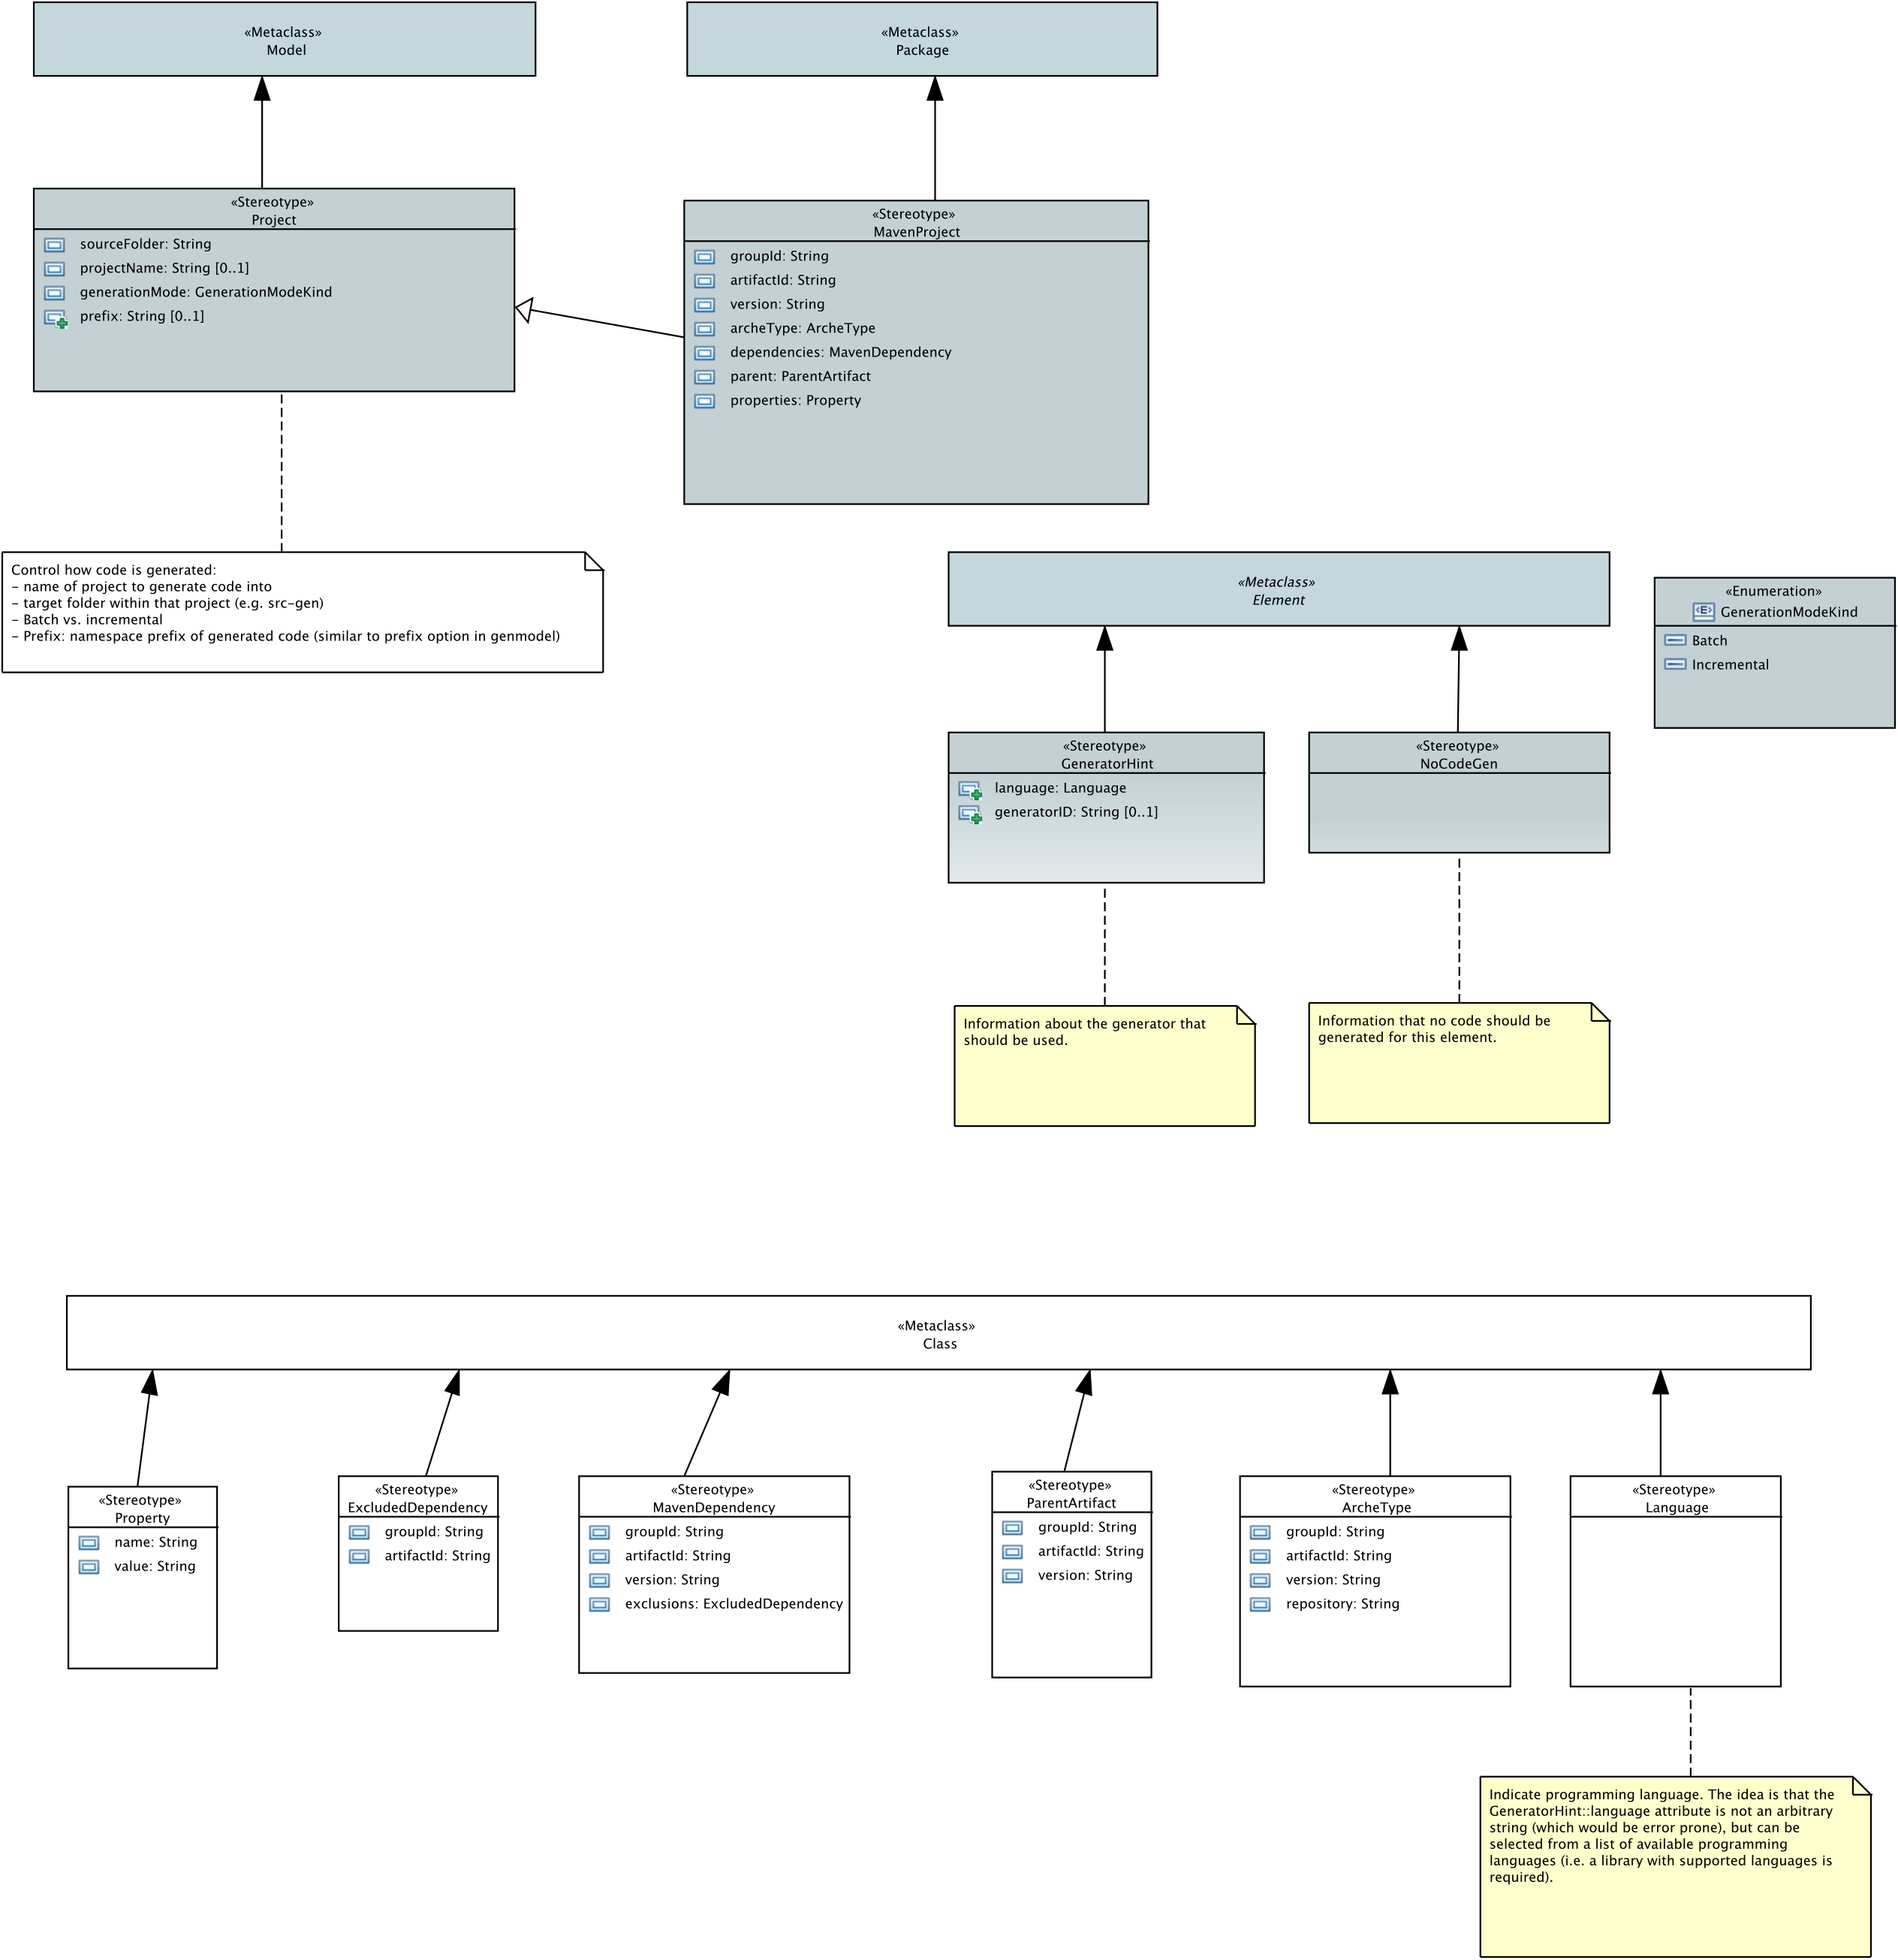 «Metaclass»
Model
«Metaclass»
Package
«Stereotype»
Project
sourceFolder: String
projectName: String [0..1]
generationMode: GenerationModeKind
prefix: String [0..1]
«Stereotype»
MavenProject
groupId: String
artifactId: String
version: String
archeType: ArcheType
dependencies: MavenDependency
parent: ParentArtifact
properties: Property
Control how code is generated:
- name of project to generate code into
- target folder within that project (e.g. src-gen)
- Batch vs. incremental
- Prefix: namespace prefix of generated code (similar to prefix option in genmodel)
«Metaclass»
Element
«Enumeration»
<E> GenerationModeKind
Batch
Incremental
«Stereotype»
GeneratorHint
language: Language
generatorID: String [0..1]
«Stereotype»
NoCodeGen
Information about the generator that
should be used.
Information that no code should be
generated for this element.
«Metaclass»
Class
«Stereotype»
Property
name: String
value: String
«Stereotype»
ExcludedDependency
groupId: String
artifactId: String
«Stereotype»
MavenDependency
groupId: String
artifactId: String
version: String
exclusions: ExcludedDependency
«Stereotype»
ParentArtifact
groupId: String
artifactId: String
version: String
«Stereotype»
ArcheType
groupId: String
artifactId: String
version: String
repository: String
«Stereotype»
Language
Indicate programming language. The idea is that the
GeneratorHint::language attribute is not an arbitrary
string (which would be error prone), but can be
selected from a list of available programming
languages (i.e. a library with supported languages is
required).